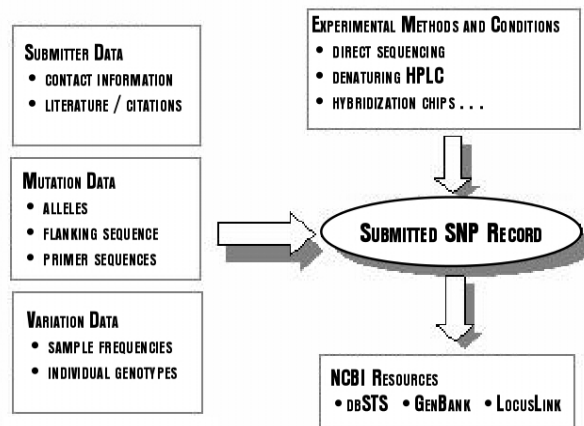 Submitter Data
• contact information
• literature / citations
Mutation Data
• alleles
• flanking sequence
• primer sequences
Variation Data
• sample frequencies
• individual genotypes
Experimental Methods and Conditions
• direct sequencing
• denaturing HPLC
• hybridization chips . . .
Submitted SNP Record
NCBI Resources
• dbSTS • GenBank • LocusLink